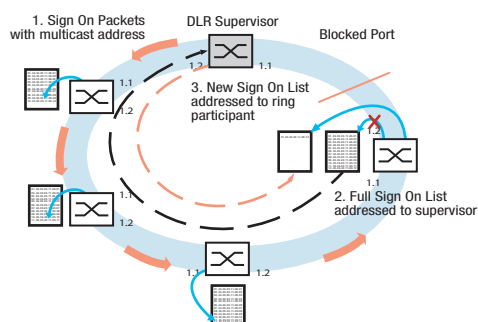 1. Sign On Packets
with multicast address
DLR Supervisor
Blocked Port
1.2
1.1
3. New Sign On List
addressed to ring
participant
1.1
1.2
1.2
1.1
2. Full Sign On List
addressed to supervisor
1.1
1.2
1.1
1.2